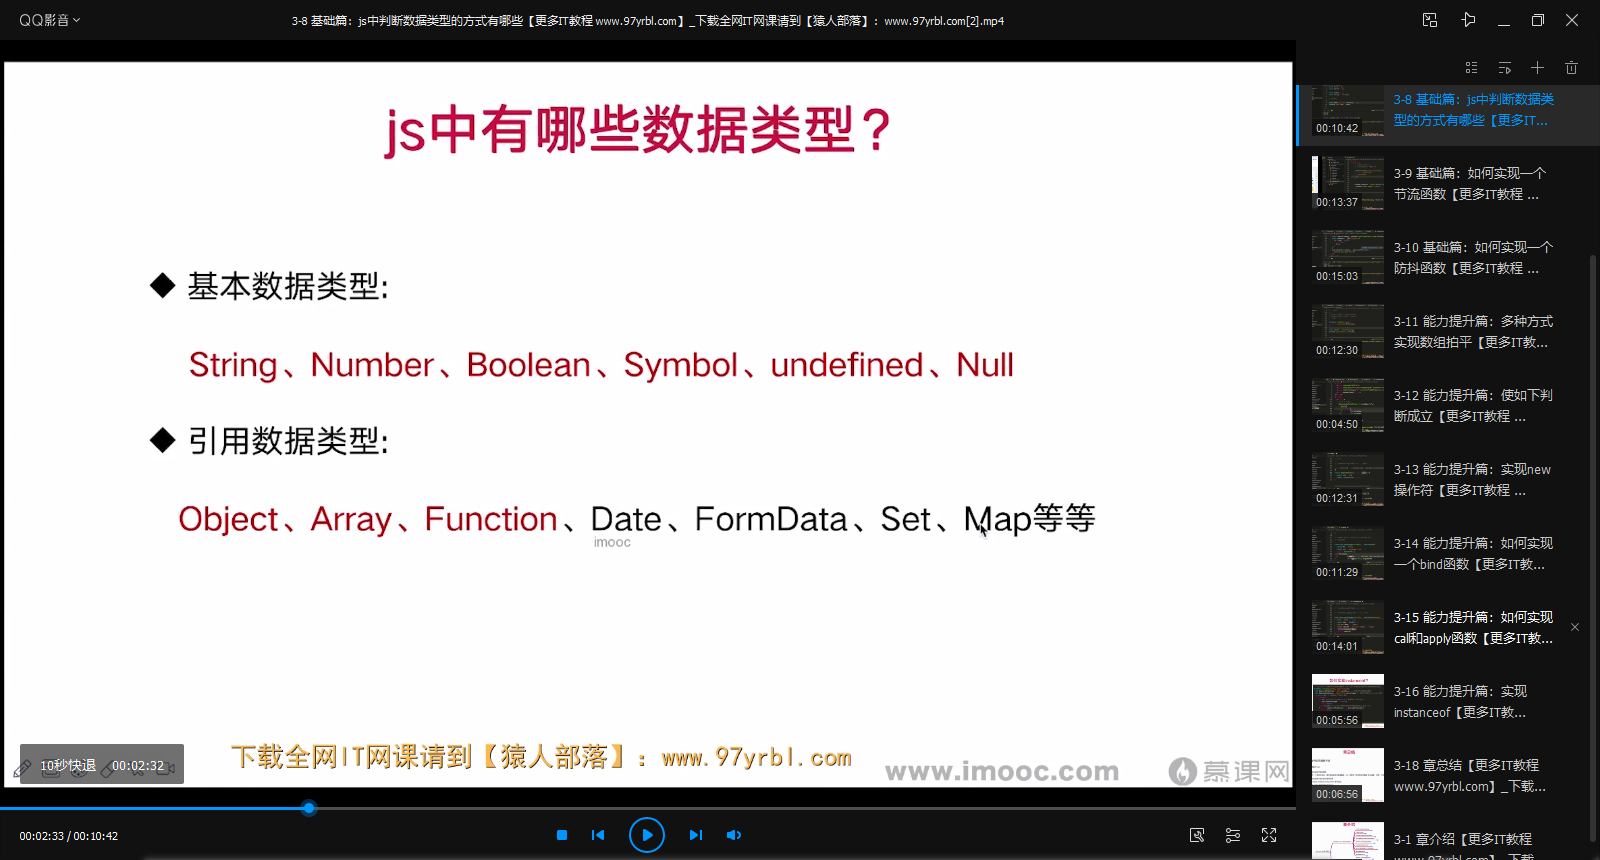 QQ影音
3-8 基础篇：js中判断数据类型的方式有哪些【更多IT教程 www.97yrbl.com】_下载全网IT网课请到【猿人部落】：www.97yrbl.com[2].mp4
js中有哪些数据类型？
◆ 基本数据类型:
String、Number、Boolean、Symbol、undefined、Null
◆ 引用数据类型:
Object、Array、Function、Date、FormData、Set、Map等等
imooc
10秒快退 00:02:32
下载全网IT网课请到【猿人部落】：www.97yrbl.com
www.imooc.com
慕课网
00:02:33 / 00:10:42
3-8 基础篇：js中判断数据类
型的方式有哪些【更多IT...
00:10:42
3-9 基础篇：如何实现一个
节流函数【更多IT教程 ...
00:13:37
3-10 基础篇：如何实现一个
防抖函数【更多IT教程 ...
00:15:03
3-11 能力提升篇：多种方式
实现数组拍平【更多IT教...
00:12:30
3-12 能力提升篇：使如下判
断成立【更多IT教程 ...
00:04:50
3-13 能力提升篇：实现new
操作符【更多IT教程 ...
00:12:31
3-14 能力提升篇：如何实现
一个bind函数【更多IT教...
00:11:29
3-15 能力提升篇：如何实现
call和apply函数【更多IT教...
00:14:01
3-16 能力提升篇：实现
instanceof【更多IT教...
00:05:56
3-18 章总结【更多IT教程
www.97yrbl.com】_下载...
00:06:56
3-1 章介绍【更多IT教程
www.97yrbl.com】_下载